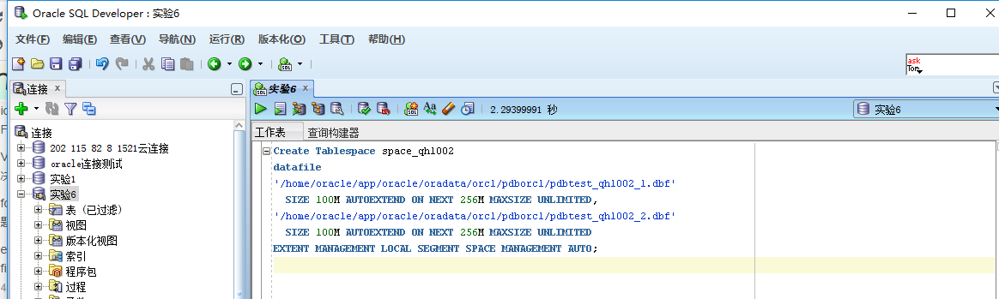 Oracle SQL Developer : 实验6
文件(F) 编辑(E) 查看(V) 导航(N) 运行(R) 版本化(O) 工具(T) 帮助(H)
ask
Tom
连接
实验6
2.29399991 秒
实验6
工作表 查询构建器
连接
202 115 82 8 1521云连接
oracle连接测试
实验1
实验6
表 (已过滤)
视图
版本化视图
索引
程序包
过程
Create Tablespace space_qhl002
datafile
'/home/oracle/app/oracle/oradata/orcl/pdborcl/pdbtest_qhl002_1.dbf'
SIZE 100M AUTOEXTEND ON NEXT 256M MAXSIZE UNLIMITED,
'/home/oracle/app/oracle/oradata/orcl/pdborcl/pdbtest_qhl002_2.dbf'
SIZE 100M AUTOEXTEND ON NEXT 256M MAXSIZE UNLIMITED
EXTENT MANAGEMENT LOCAL SEGMENT SPACE MANAGEMENT AUTO;